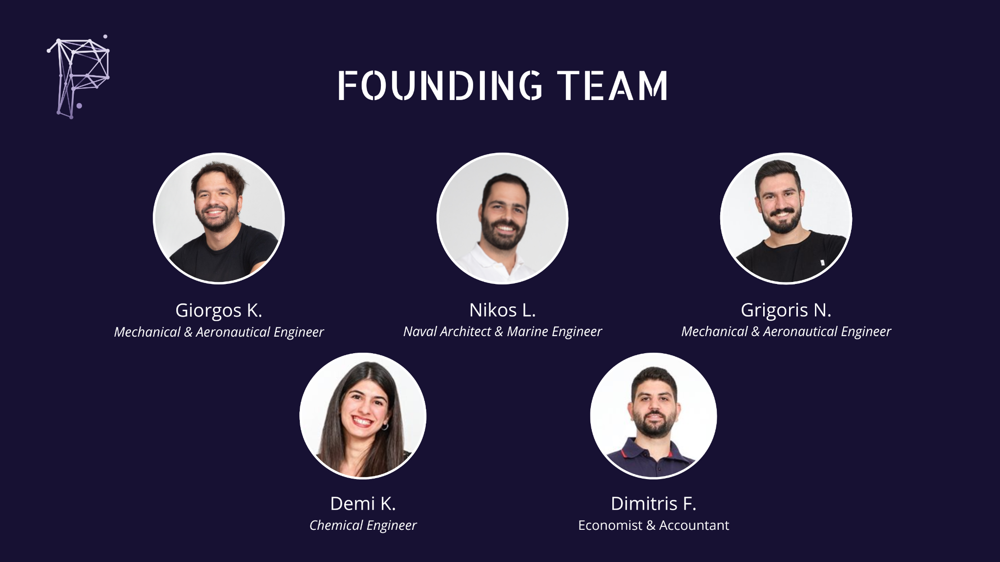 FOUNDING TEAM
Giorgos K.
Mechanical & Aeronautical Engineer
Nikos L.
Naval Architect & Marine Engineer
Grigoris N.
Mechanical & Aeronautical Engineer
Demi K.
Chemical Engineer
Dimitris F.
Economist & Accountant